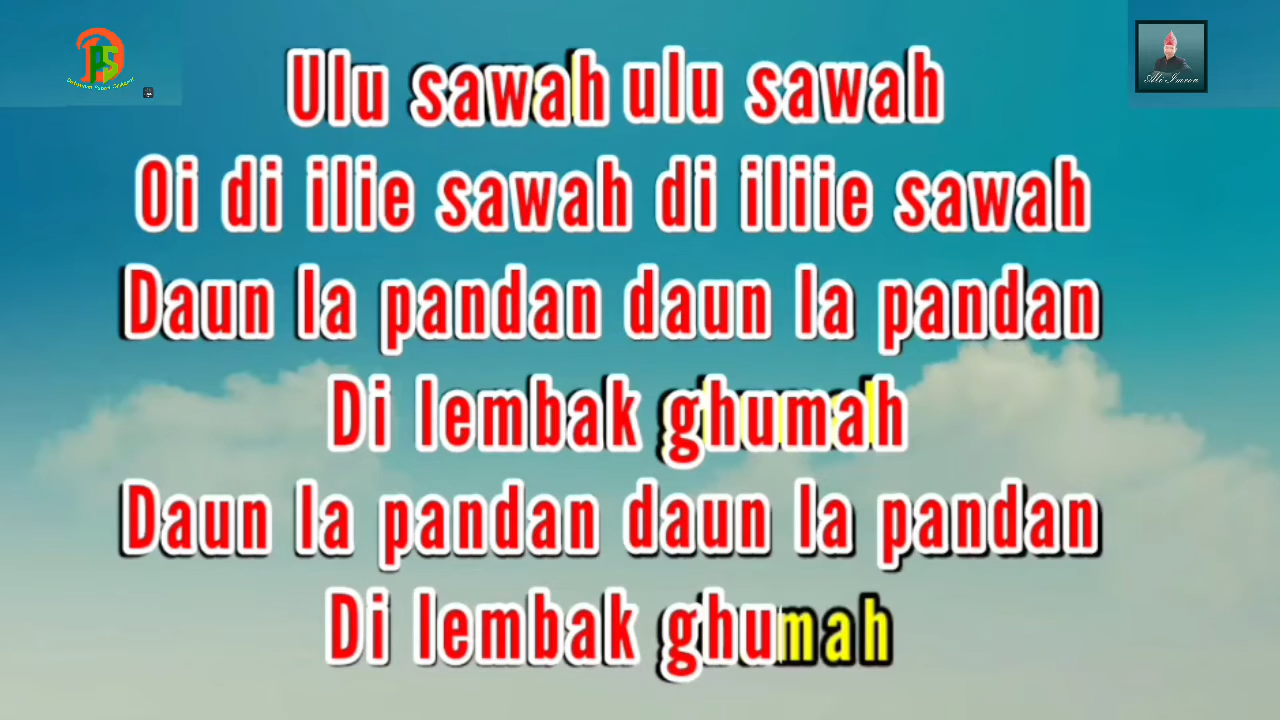 Ulu sawah ulu sawah
Oi di ilie sawah di iliie sawah
Daun la pandan daun la pandan
Di lembak ghumah
Daun la pandan daun la pandan
Di lembak ghumah